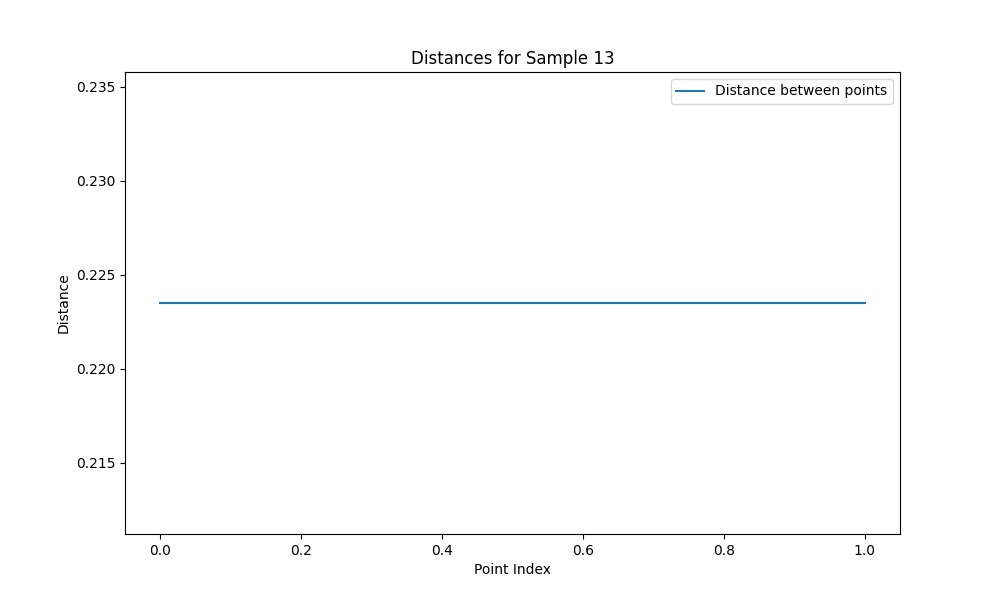 Distances for Sample 13
Distance between points
0.235
0.230
0.225
0.220
0.215
Distance
0.0 0.2 0.4 0.6 0.8 1.0
Point Index